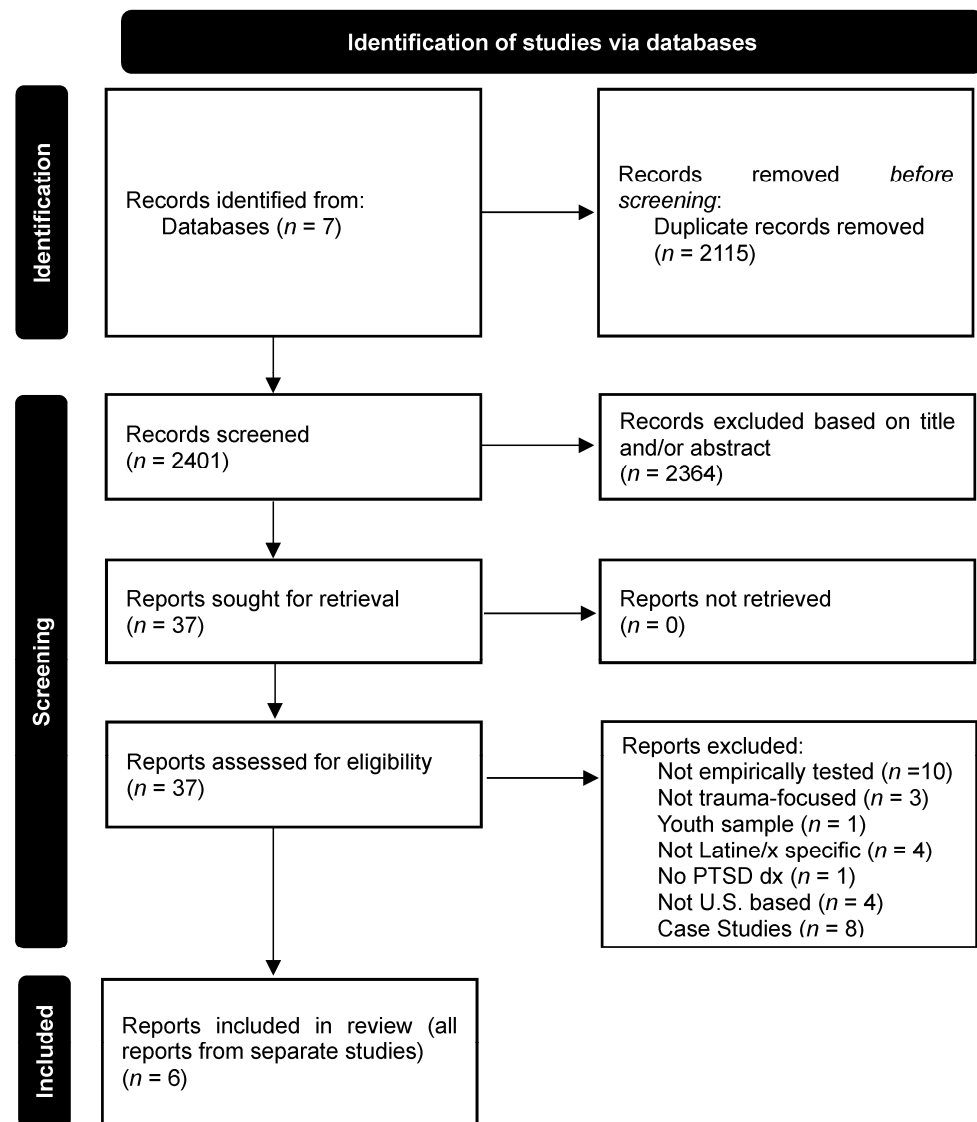 Identification of studies via databases
Identification
Records identified from:
Databases (n = 7)
Records removed before
screening:
Duplicate records removed
(n = 2115)
Screening
Records screened
(n = 2401)
Records excluded based on title
and/or abstract
(n = 2364)
Reports sought for retrieval
(n = 37)
Reports not retrieved
(n = 0)
Reports assessed for eligibility
(n = 37)
Reports excluded:
Not empirically tested (n =10)
Not trauma-focused (n = 3)
Youth sample (n = 1)
Not Latine/x specific (n = 4)
No PTSD dx (n = 1)
Not U.S. based (n = 4)
Case Studies (n = 8)
Included
Reports included in review (all
reports from separate studies)
(n = 6)